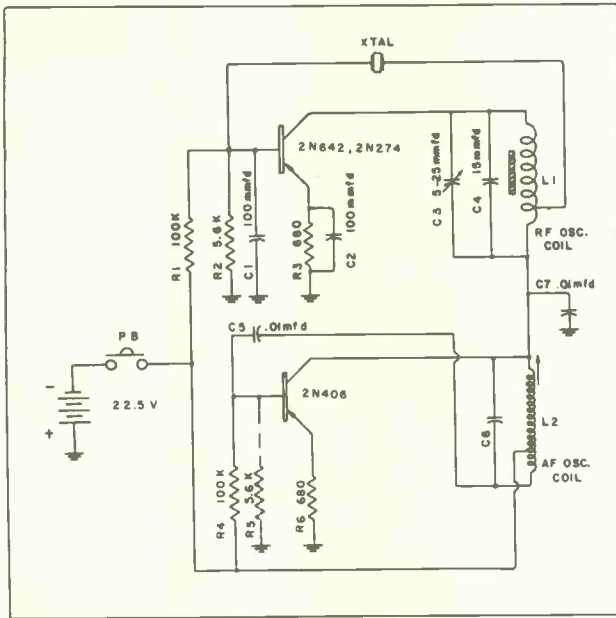 XTAL
2N642, 2N274
R1 100K
R2 5.6K
C1 100mmfd
R3 680
C2 100mmfd
C3 5-25mmfd
C4 15mmfd
L1
RF OSC.
COIL
C7 .01mfd
PB
-
+
22.5 V
C5 .01mfd
2N406
R4 100K
R5 5.6K
R6 680
C6
L2
AF OSC.
COIL